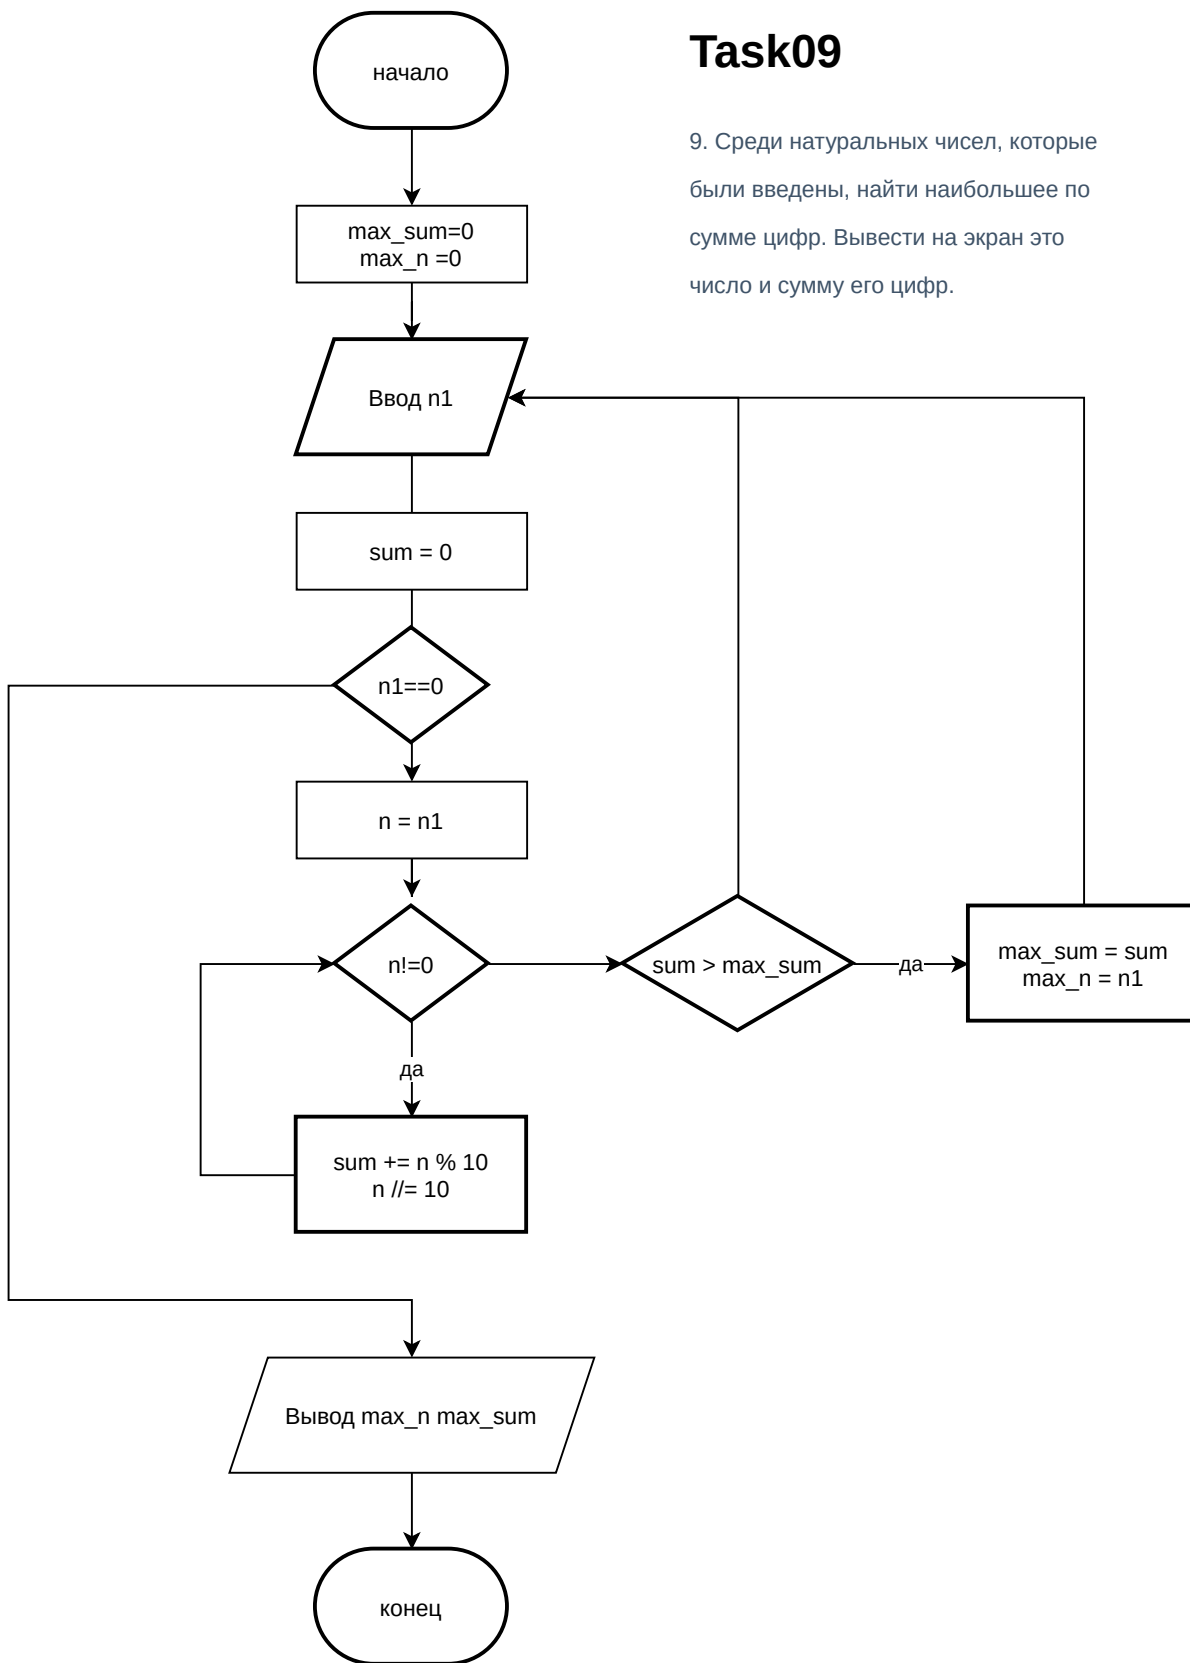 начало
Task09
9. Среди натуральных чисел, которые
были введены, найти наибольшее по
сумме цифр. Вывести на экран это
число и сумму его цифр.
max_sum=0
max_n =0
Ввод n1
sum = 0
n1==0
n = n1
n!=0
sum > max_sum
да
max_sum = sum
max_n = n1
да
sum += n % 10
n //= 10
Вывод max_n max_sum
конец